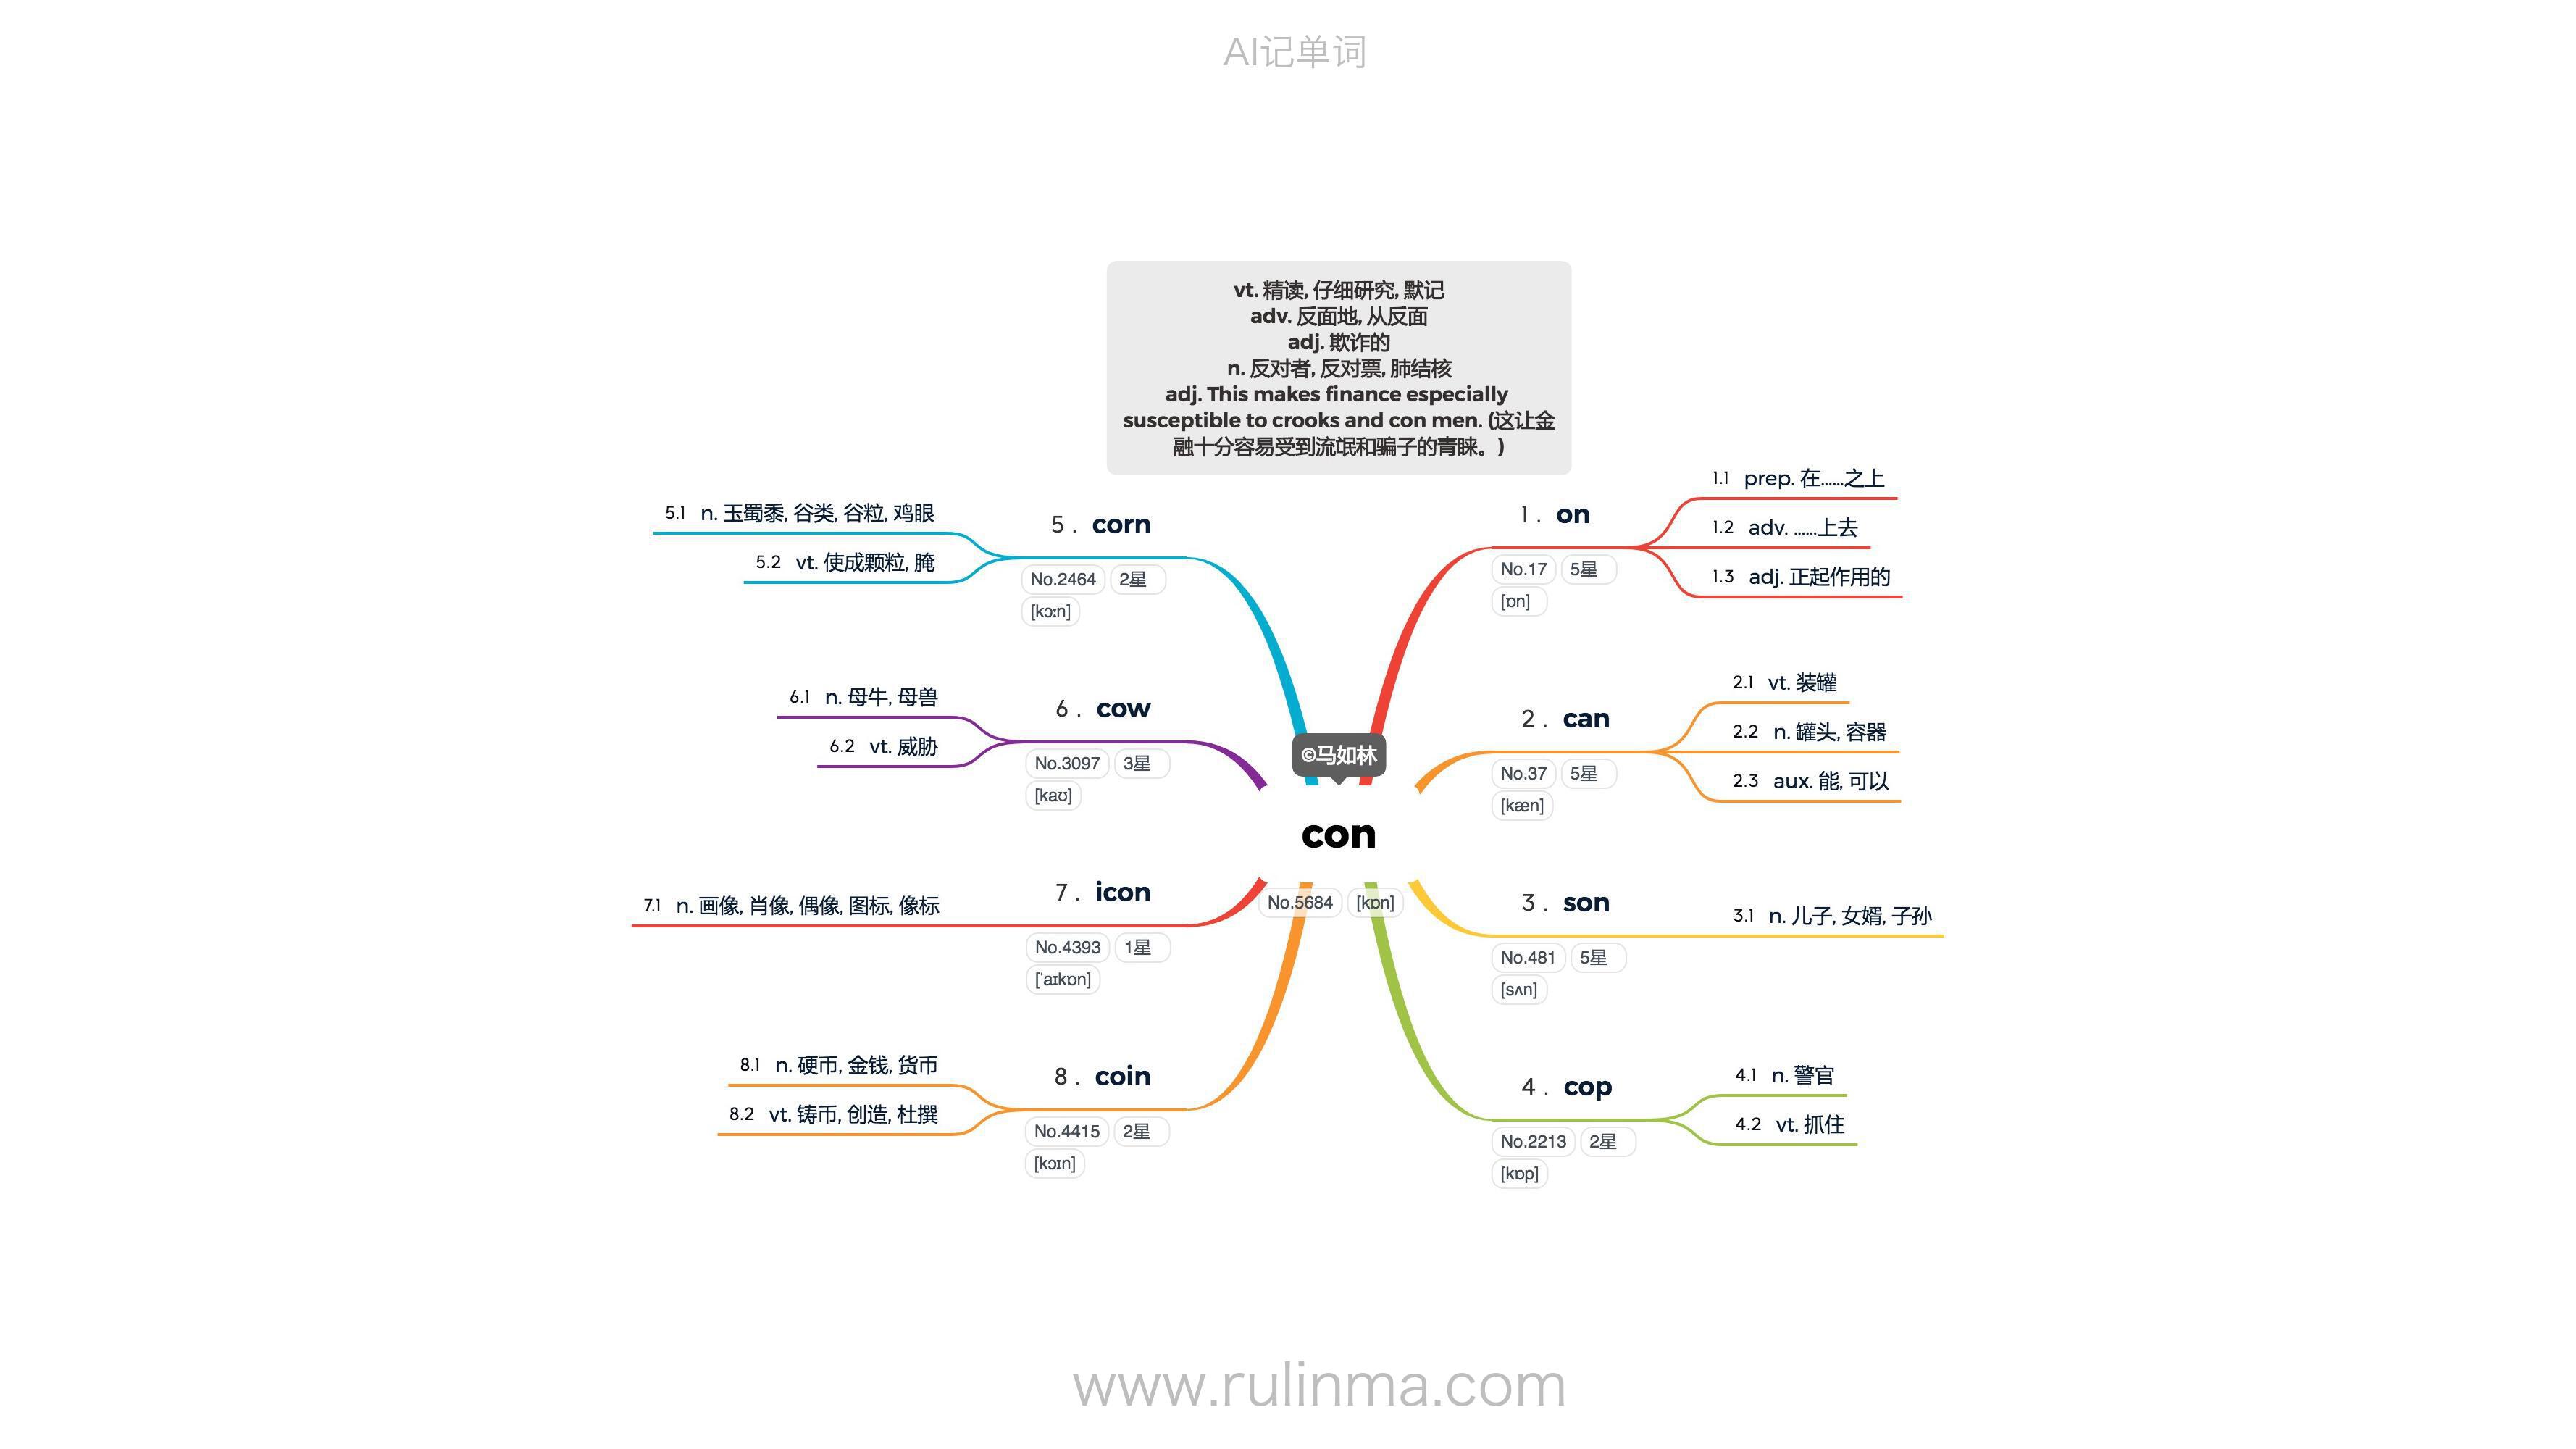 AI记单词
vt. 精读, 仔细研究, 默记
adv. 反面地, 从反面
adj. 欺诈的
n. 反对者, 反对票, 肺结核
adj. This makes finance especially
susceptible to crooks and con men. (这让金
融十分容易受到流氓和骗子的青睐。)
©马如林
con
No.5684 [kɒn]
1 . on
No.17 5星
[ɒn]
1.1 prep. 在……之上
1.2 adv. ……上去
1.3 adj. 正起作用的
2 . can
No.37 5星
[kæn]
2.1 vt. 装罐
2.2 n. 罐头, 容器
2.3 aux. 能, 可以
3 . son
No.481 5星
[sʌn]
3.1 n. 儿子, 女婿, 子孙
4 . cop
No.2213 2星
[kɒp]
4.1 n. 警官
4.2 vt. 抓住
5 . corn
No.2464 2星
[kɔːn]
5.1 n. 玉蜀黍, 谷类, 谷粒, 鸡眼
5.2 vt. 使成颗粒, 腌
6 . cow
No.3097 3星
[kaʊ]
6.1 n. 母牛, 母兽
6.2 vt. 威胁
7 . icon
No.4393 1星
[ˈaɪkɒn]
7.1 n. 画像, 肖像, 偶像, 图标, 像标
8 . coin
No.4415 2星
[kɔɪn]
8.1 n. 硬币, 金钱, 货币
8.2 vt. 铸币, 创造, 杜撰
www.rulinma.com